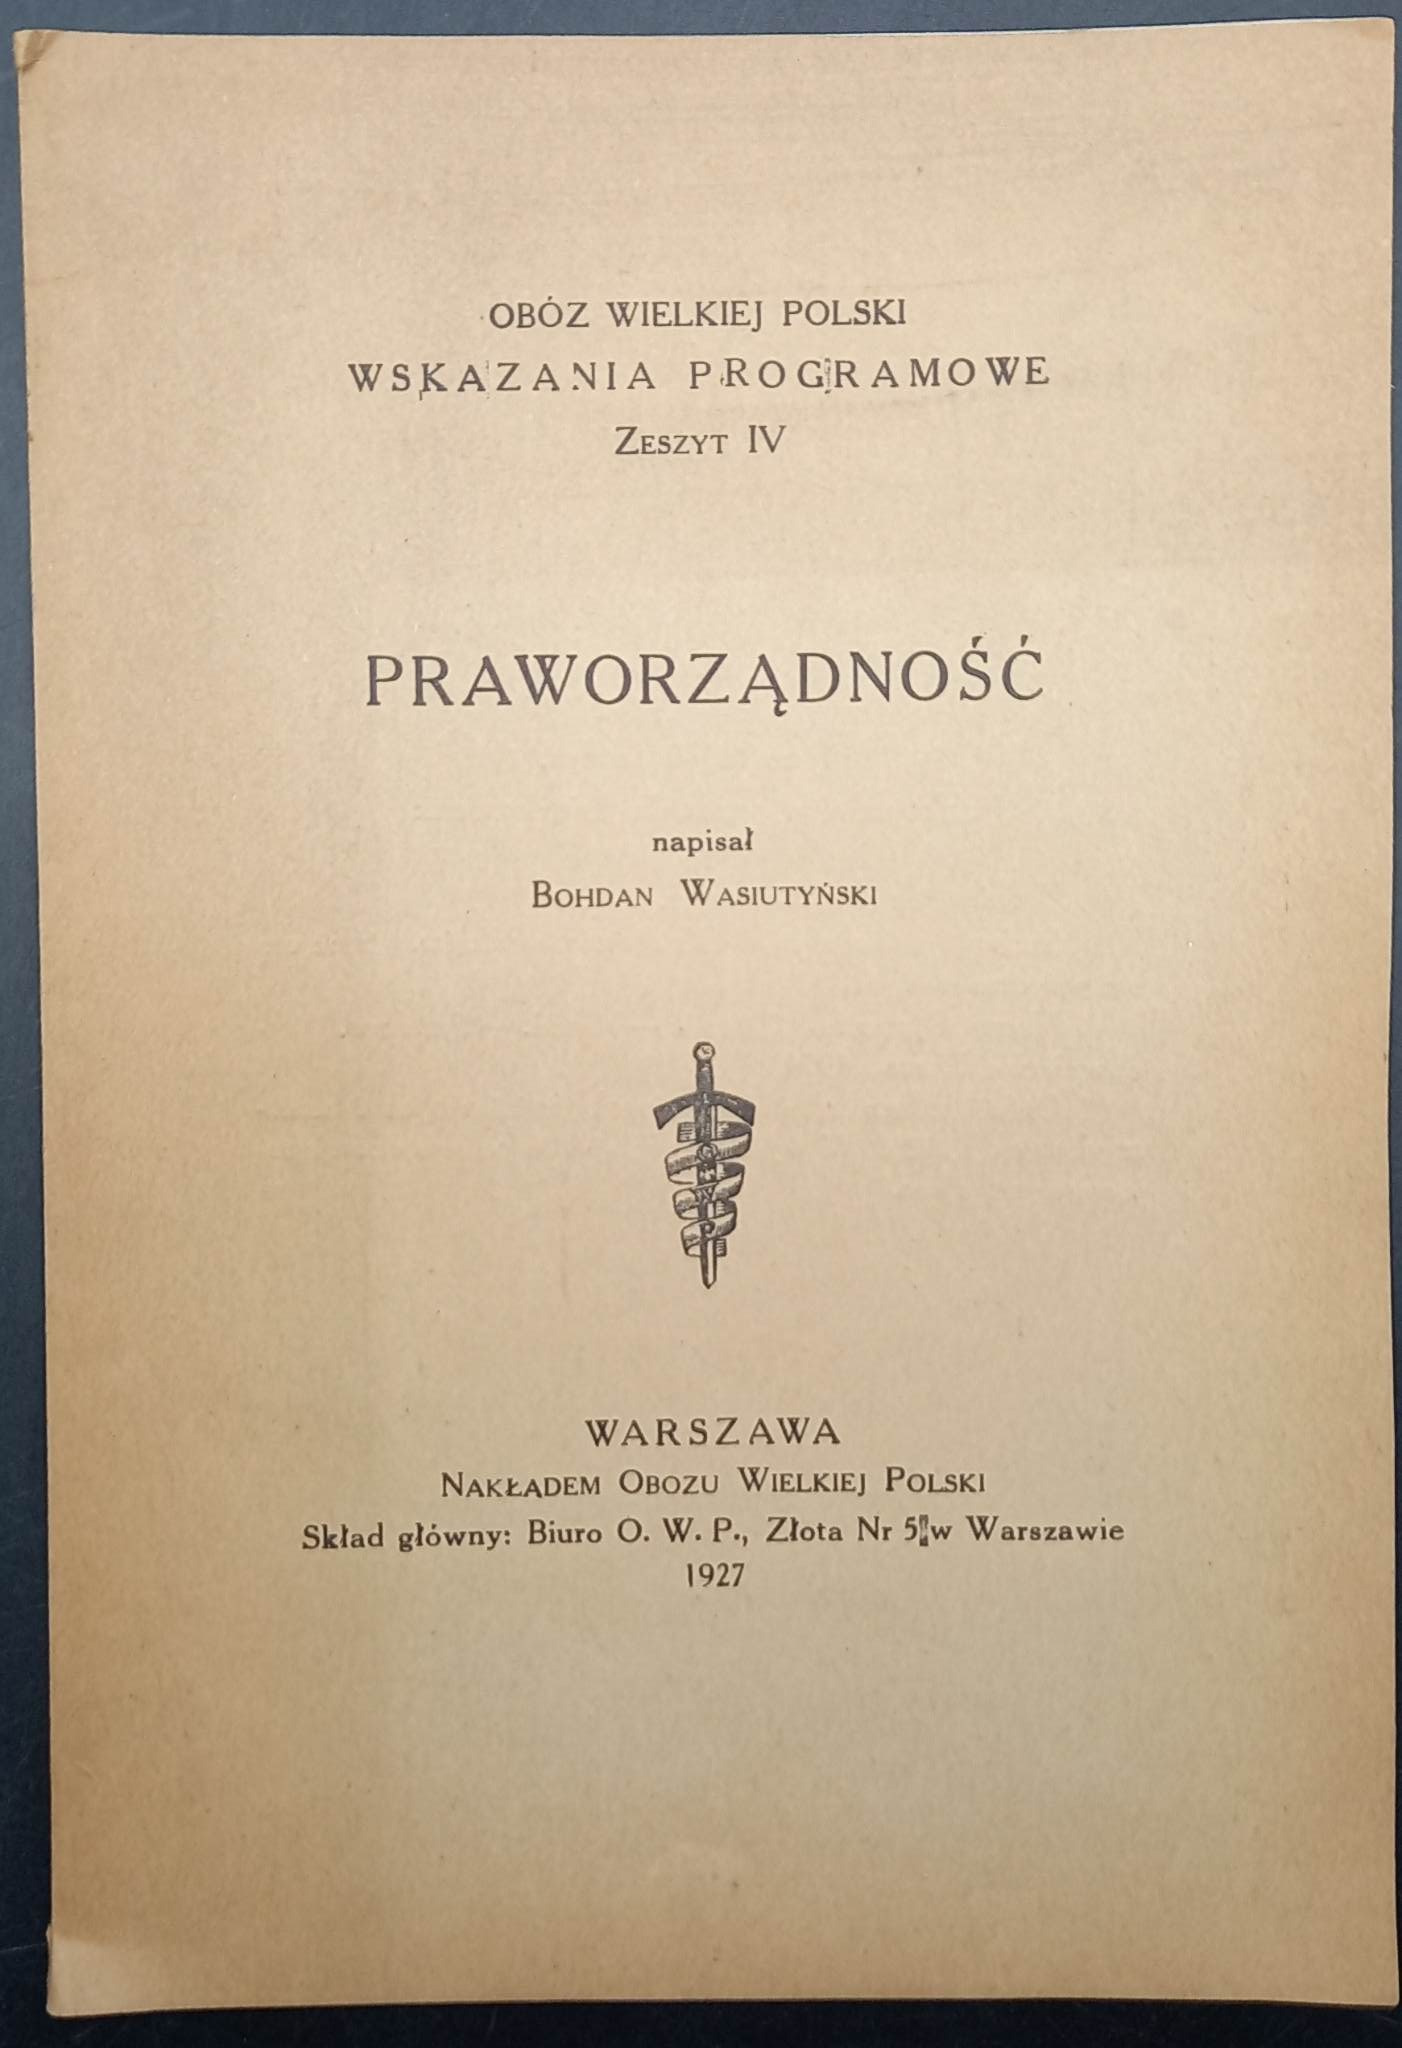 OBÓZ WIELKIEJ POLSKI
WSKAZANIA PROGRAMOWE
ZESZYT IV
PRAWORZĄDNOŚĆ
napisał
BOHDAN WASIUTYŃSKI
O
W
P
WARSZAWA
NAKŁADEM OBOZU WIELKIEJ POLSKI
Skład główny: Biuro O. W. P., Złota Nr 5 w Warszawie
1927